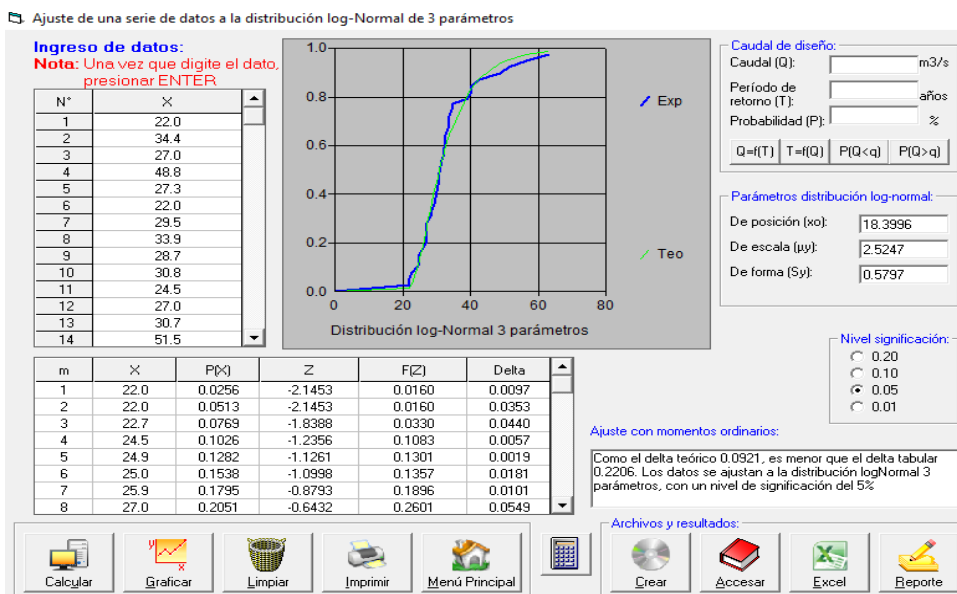 Ajuste de una serie de datos a la distribución log-Normal de 3 parámetros
Ingreso de datos:
Nota: Una vez que digite el dato,
presionar ENTER
N° X
1 22.0
2 34.4
3 27.0
4 48.8
5 27.3
6 22.0
7 29.5
8 33.9
9 28.7
10 30.8
11 24.5
12 27.0
13 30.7
14 51.5
1.0
0.8
0.6
0.4
0.2
0.0
0 20 40 60 80
Exp
Teo
Distribución log-Normal 3 parámetros
Caudal de diseño:
Caudal (Q): m3/s
Período de
retorno (T): años
Probabilidad (P): %
Q=f(T) T=f(Q) P(Q<q) P(Q>q)
Parámetros distribución log-normal:
De posición (xo): 18.3996
De escala (µy): 2.5247
De forma (Sy): 0.5797
Nivel significación:
0.20
0.10
0.05
0.01
m X P(X) Z F(Z) Delta
1 22.0 0.0256 -2.1453 0.0160 0.0097
2 22.0 0.0513 -2.1453 0.0160 0.0353
3 22.7 0.0769 -1.8388 0.0330 0.0440
4 24.5 0.1026 -1.2356 0.1083 0.0057
5 24.9 0.1282 -1.1261 0.1301 0.0019
6 25.0 0.1538 -1.0998 0.1357 0.0181
7 25.9 0.1795 -0.8793 0.1896 0.0101
8 27.0 0.2051 -0.6432 0.2601 0.0549
Ajuste con momentos ordinarios:
Como el delta teórico 0.0921, es menor que el delta tabular
0.2206. Los datos se ajustan a la distribución logNormal 3
parámetros, con un nivel de significación del 5%
Calcular Graficar Limpiar Imprimir Menú Principal
Archivos y resultados:
Crear Accesar Excel Reporte